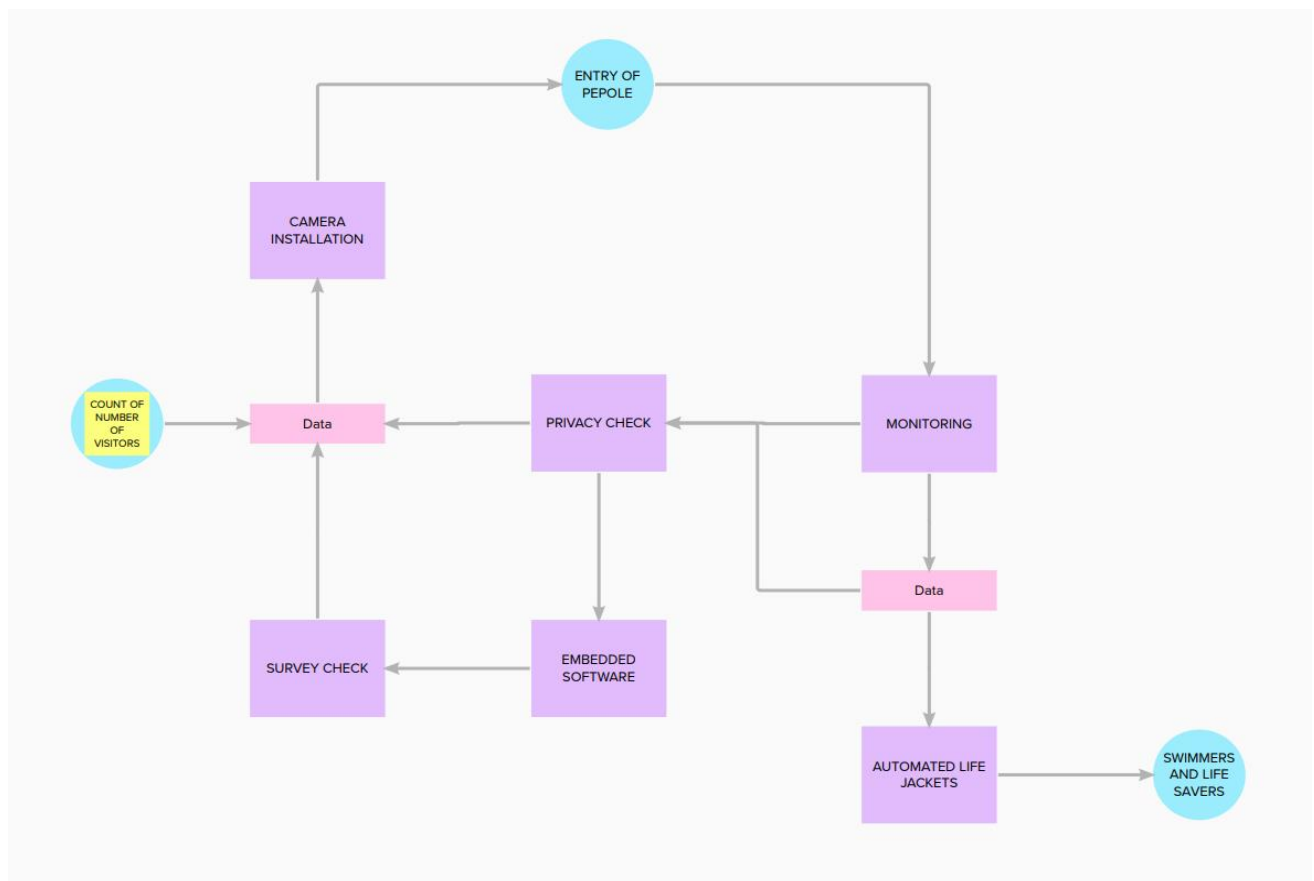 ENTRY OF
PEPOLE
CAMERA
INSTALLATION
COUNT OF
NUMBER
OF
VISITORS
Data
PRIVACY CHECK
MONITORING
Data
SURVEY CHECK
EMBEDDED
SOFTWARE
AUTOMATED LIFE
JACKETS
SWIMMERS
AND LIFE
SAVERS